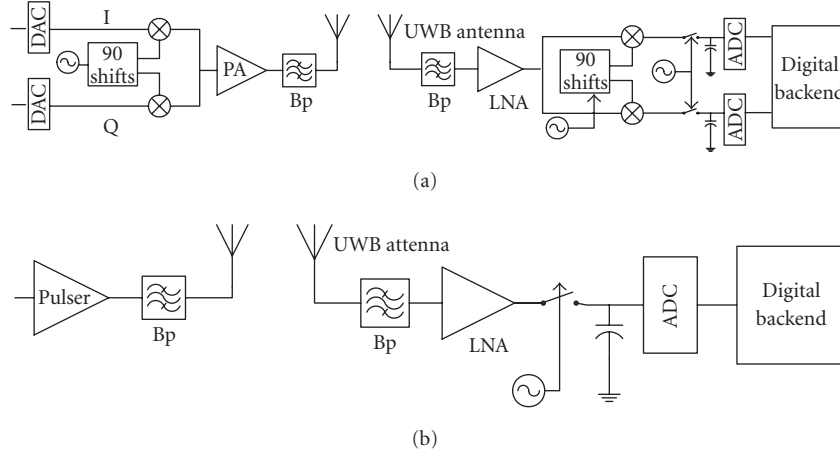 DAC
I
90
shifts
DAC
Q
PA
Bp
UWB antenna
Bp
LNA
90
shifts
ADC
ADC
Digital
backend
(a)
Pulser
Bp
UWB attenna
Bp
LNA
ADC
Digital
backend
(b)